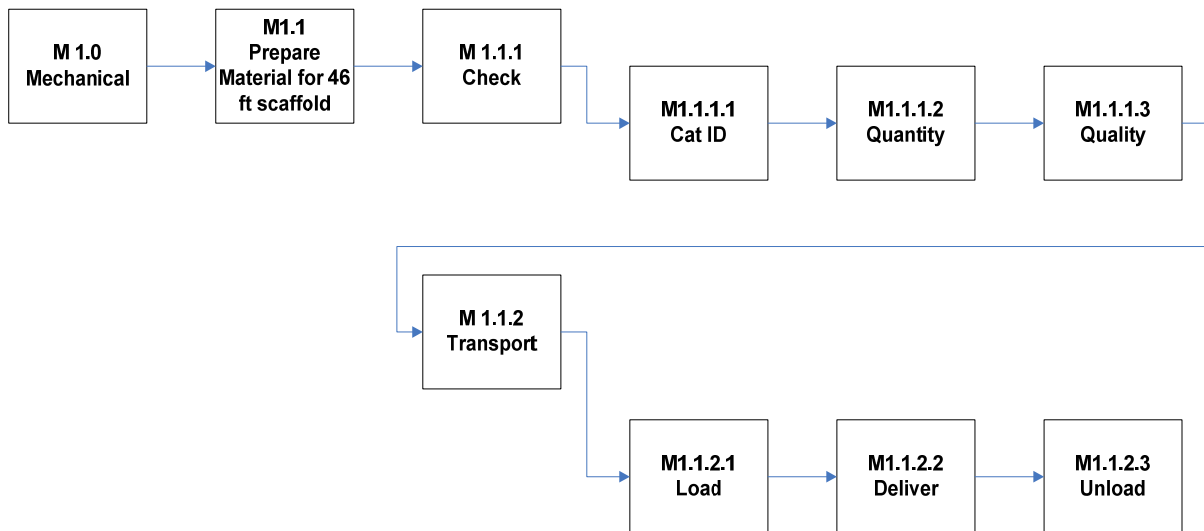 M 1.0
Mechanical
M1.1
Prepare
Material for 46
ft scaffold
M 1.1.1
Check
M1.1.1.1
Cat ID
M1.1.1.2
Quantity
M1.1.1.3
Quality
M 1.1.2
Transport
M1.1.2.1
Load
M1.1.2.2
Deliver
M1.1.2.3
Unload